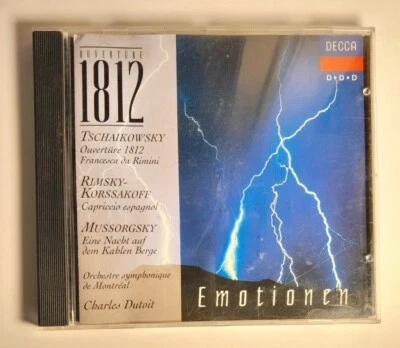 OUVERTÜRE
1812
TSCHAIKOWSKY
Ouvertüre 1812
Francesca da Rimini
RIMSKY-
KORSSAKOFF
Capriccio espagnol
MUSSORGSKY
Eine Nacht auf
dem Kahlen Berge
Orchestre symphonique
de Montréal
Charles Dutoit
DECCA
D•D•D
Emotionen